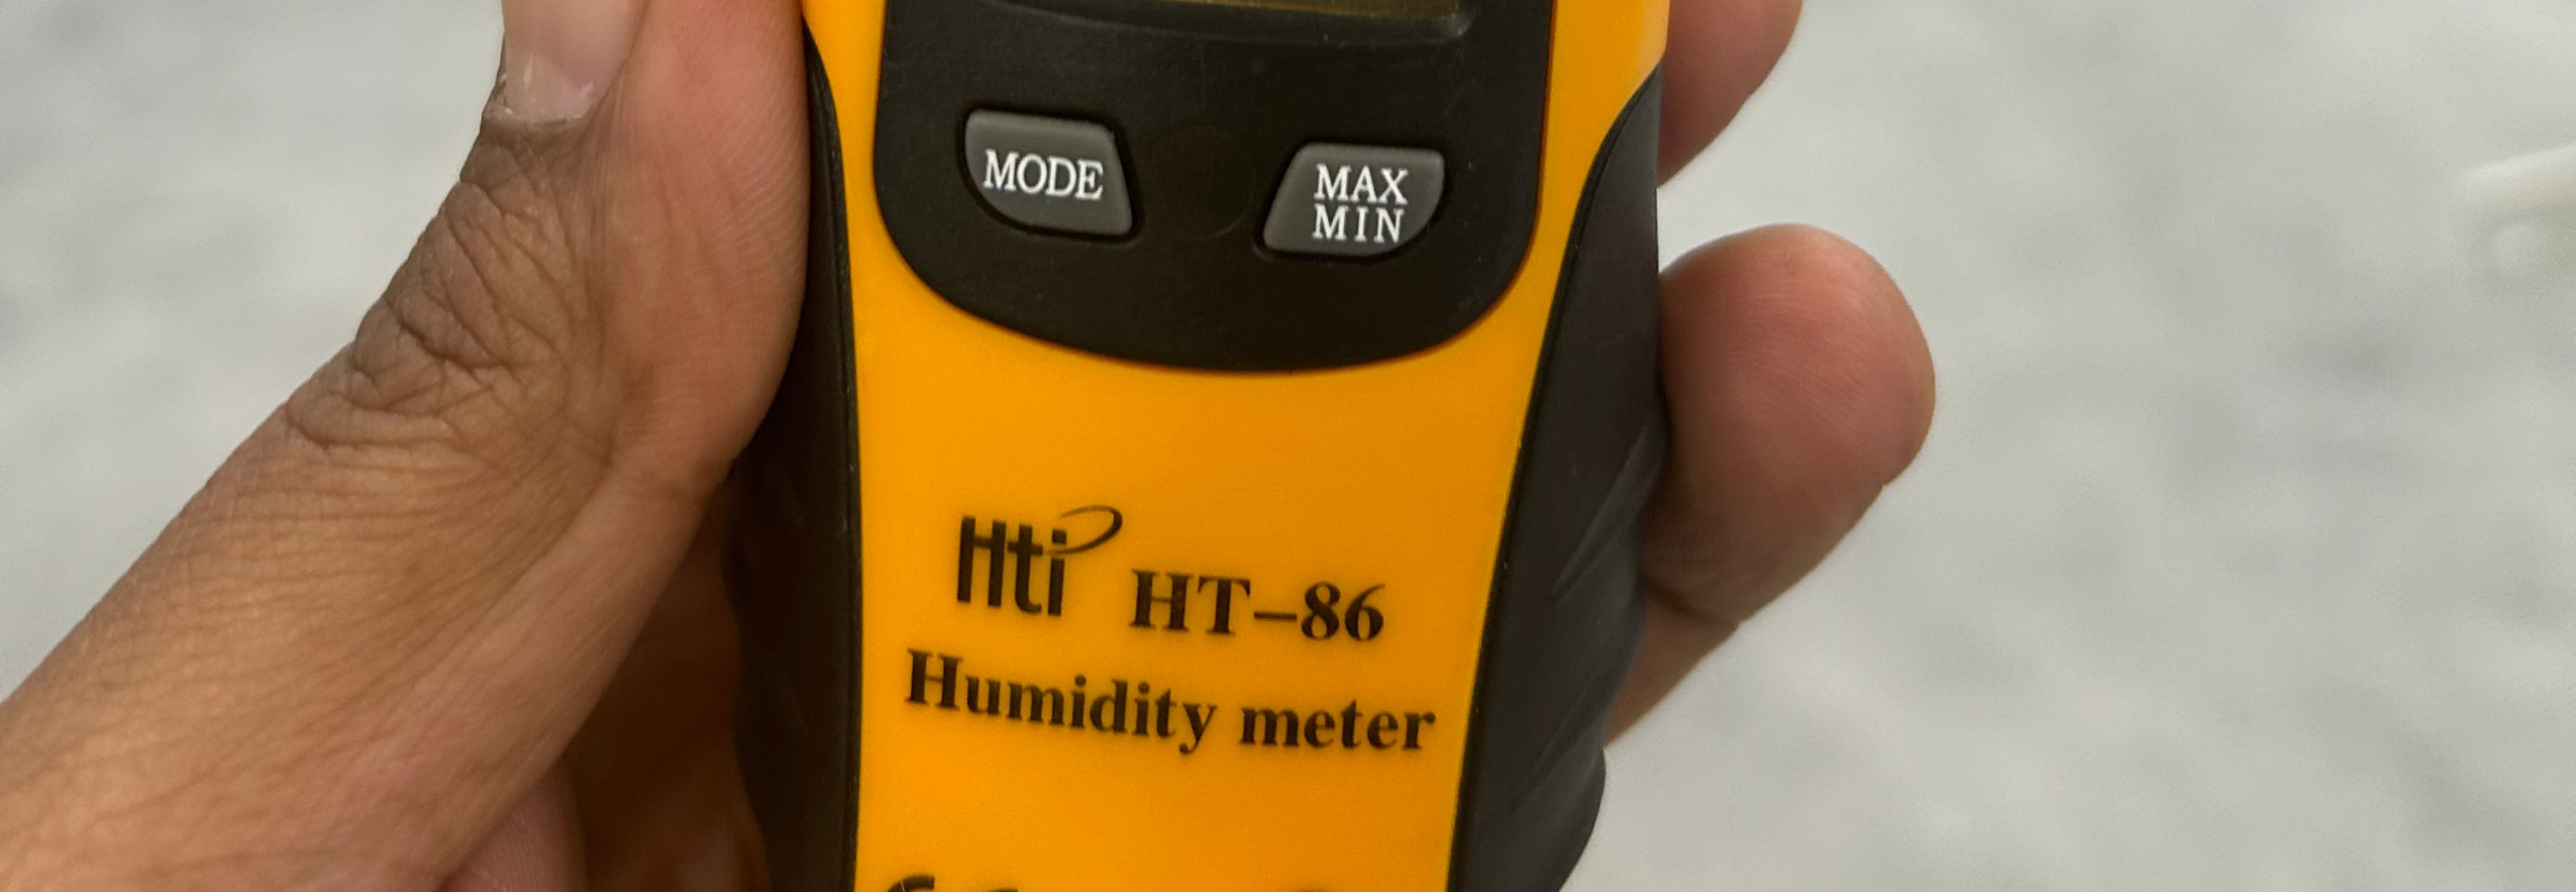 MODE
MAX
MIN
Hti HT-86
Humidity meter